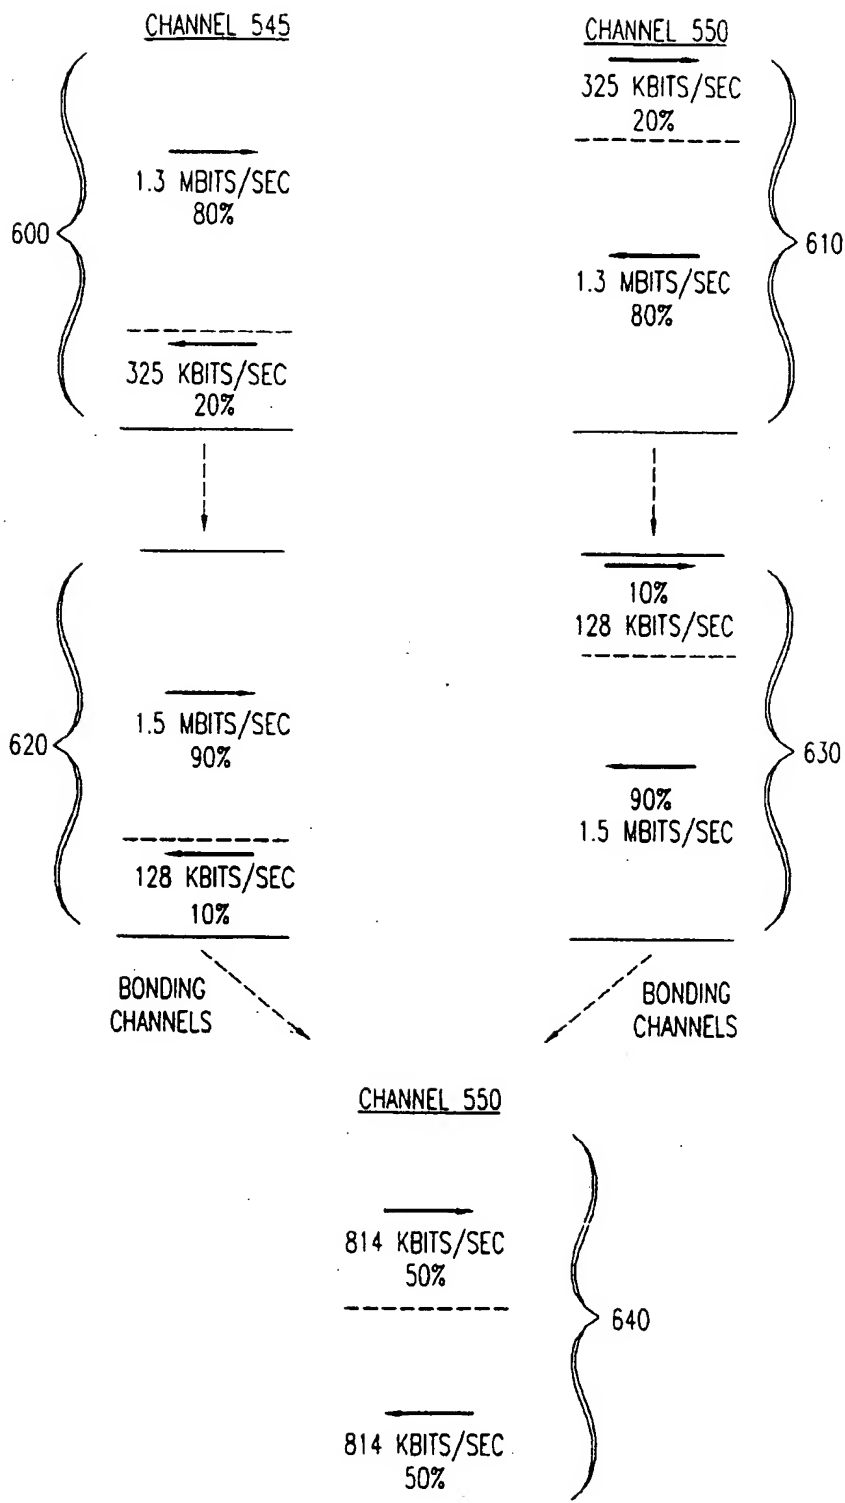 CHANNEL 545
1.3 MBITS/SEC
80%
600
325 KBITS/SEC
20%
CHANNEL 550
325 KBITS/SEC
20%
1.3 MBITS/SEC
80%
610
1.5 MBITS/SEC
90%
620
128 KBITS/SEC
10%
10%
128 KBITS/SEC
90%
1.5 MBITS/SEC
630
BONDING
CHANNELS
BONDING
CHANNELS
CHANNEL 550
814 KBITS/SEC
50%
640
814 KBITS/SEC
50%